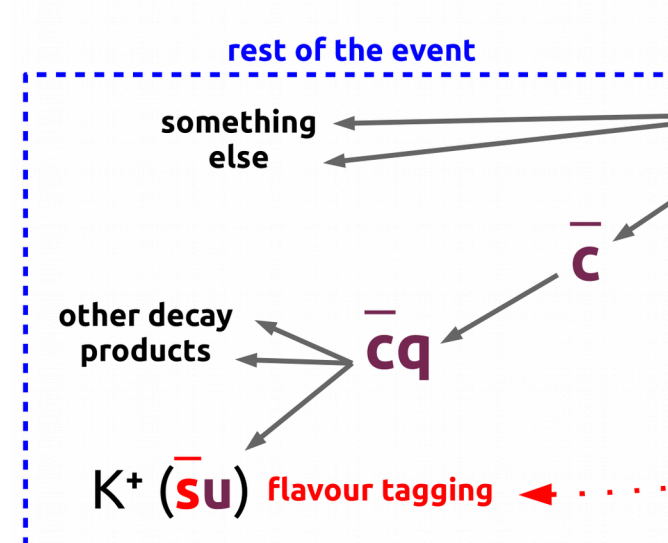 rest of the event
something
else
c̅
other decay
products
c̅q
K⁺ (s̅u) flavour tagging